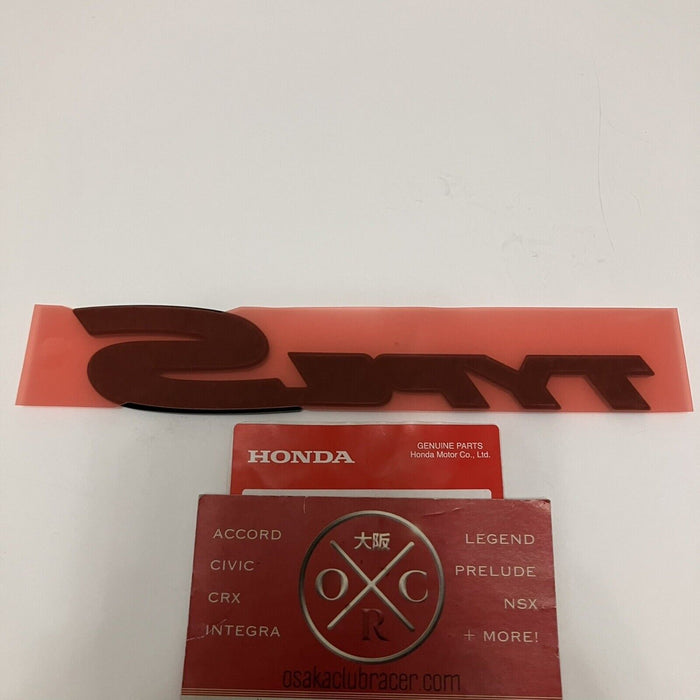 TYPE S
HONDA
GENUINE PARTS
Honda Motor Co., Ltd.
ACCORD
CIVIC
CRX
INTEGRA
大阪
O C
R
LEGEND
PRELUDE
NSX
+ MORE!
osakaclubracer.com